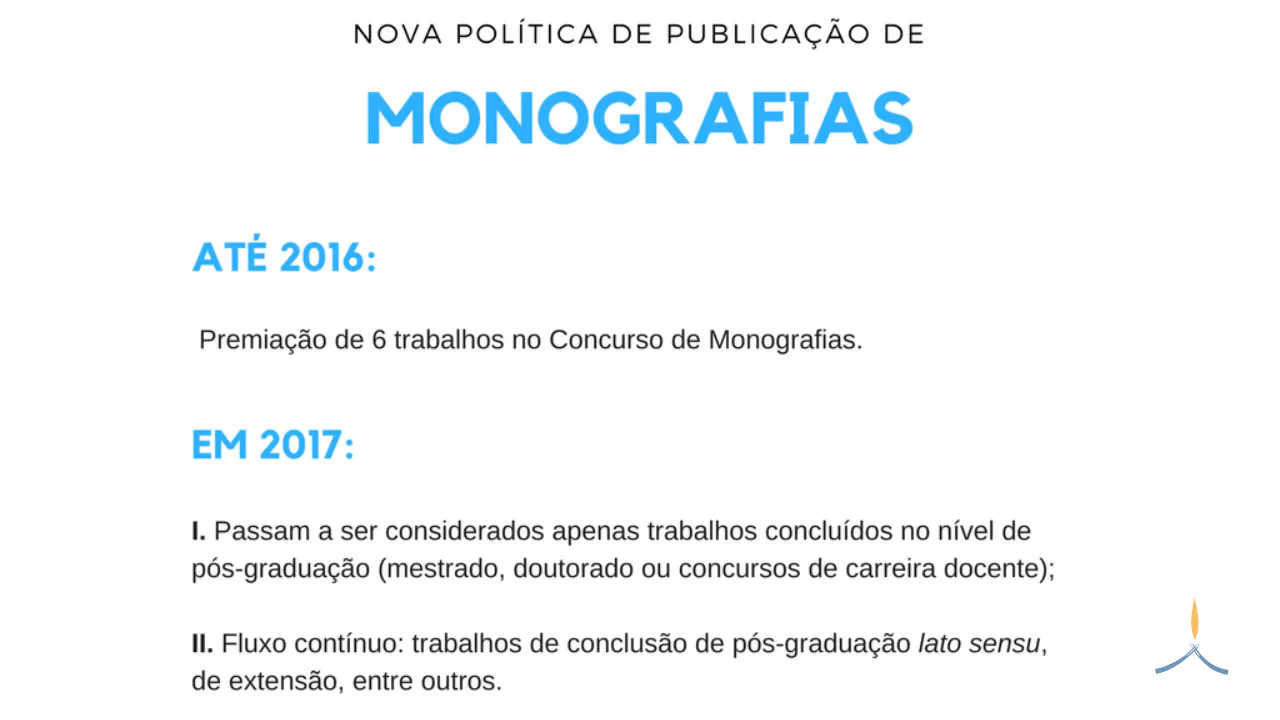 NOVA POLÍTICA DE PUBLICAÇÃO DE
MONOGRAFIAS
ATÉ 2016:
Premiação de 6 trabalhos no Concurso de Monografias.
EM 2017:
I. Passam a ser considerados apenas trabalhos concluídos no nível de
pós-graduação (mestrado, doutorado ou concursos de carreira docente);
II. Fluxo contínuo: trabalhos de conclusão de pós-graduação lato sensu,
de extensão, entre outros.